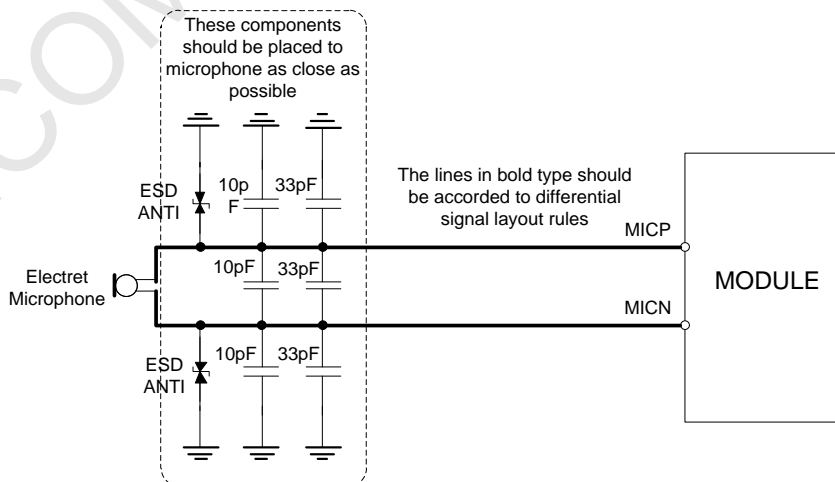 These components
should be placed to
microphone as close as
possible
COM
10p
F
33pF
ESD
ANTI
The lines in bold type should
be accorded to differential
signal layout rules
MICP
Electret
Microphone
10pF
33pF
MODULE
MICN
ESD
ANTI
10pF
33pF